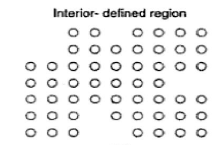 Interior- defined region